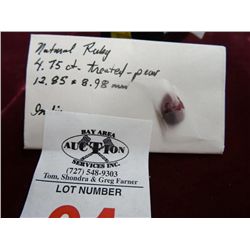 Natural Ruby
4.75 ct. treated - pear
12.85 x 8.98 mm
India
BAY AREA
AUCTION
SERVICES INC.
(727) 548-9303
Tom, Shondra & Greg Farner
LOT NUMBER